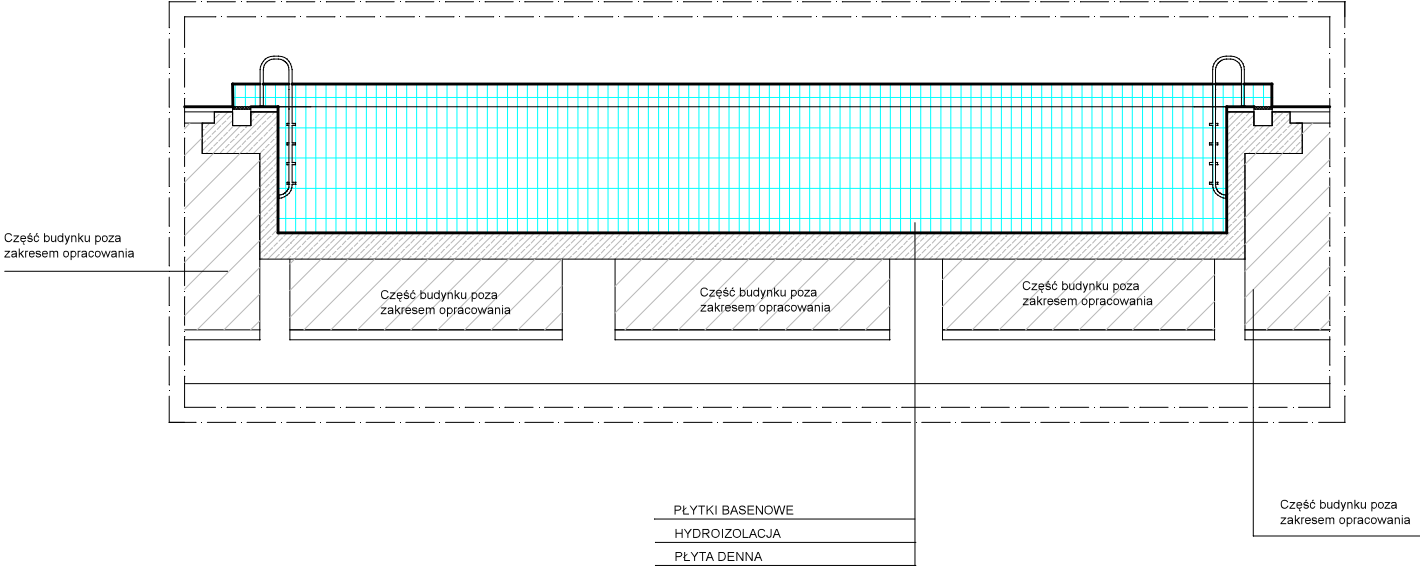 Część budynku poza
zakresem opracowania
Część budynku poza
zakresem opracowania
Część budynku poza
zakresem opracowania
Część budynku poza
zakresem opracowania
PŁYTKI BASENOWE
HYDROIZOLACJA
PŁYTA DENNA
Część budynku poza
zakresem opracowania